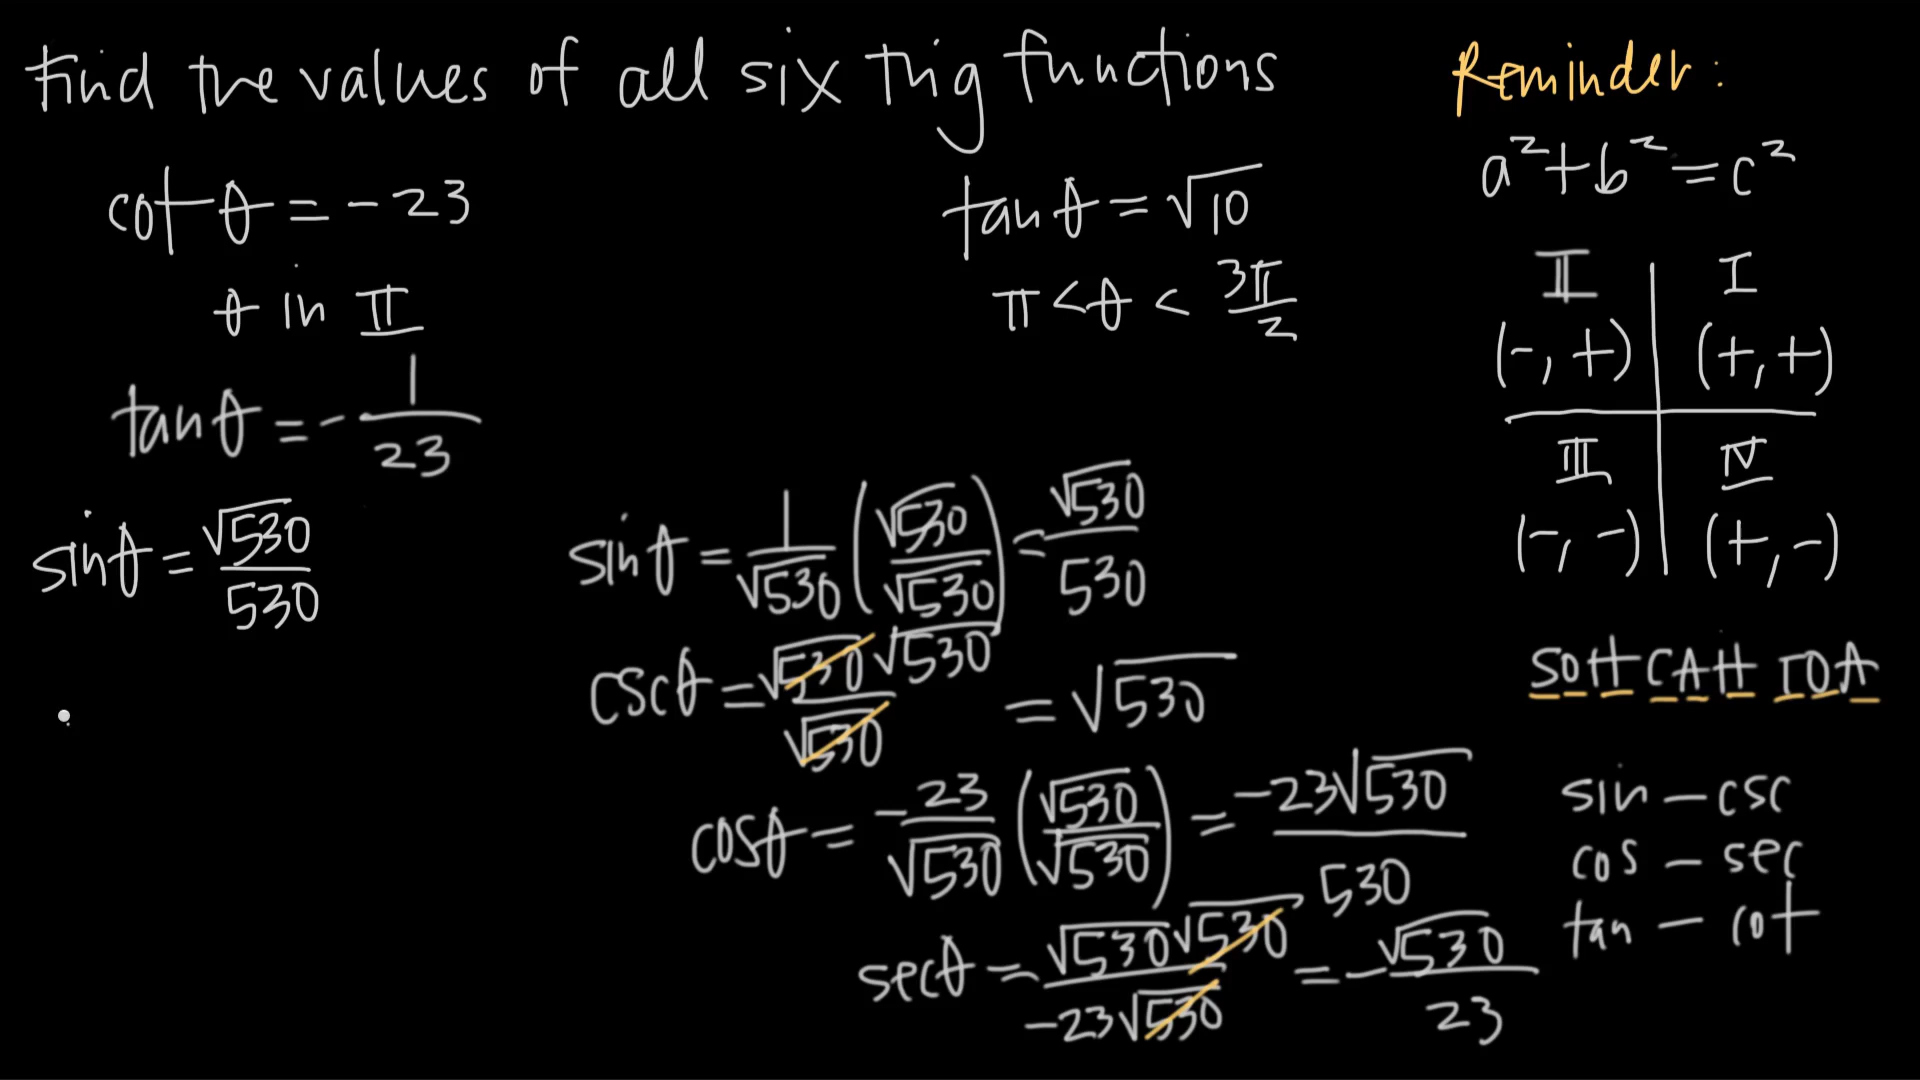 Find the values of all six trig functions
cot θ = -23
θ in II
tan θ = - 1/23
sin θ = √530/530
tan θ = √10
π < θ < 3π/2
sin θ = 1/√530 (√530/√530) = √530/530
csc θ = √530 √530/√530 = √530
cos θ = - 23/√530 (√530/√530) = -23√530/530
sec θ = √530 √530/-23√530 = - √530/23
Reminder:
a² + b² = c²
II I
(-, +) (+, +)
III IV
(-, -) (+, -)
SOH CAH TOA
sin - csc
cos - sec
tan - cot